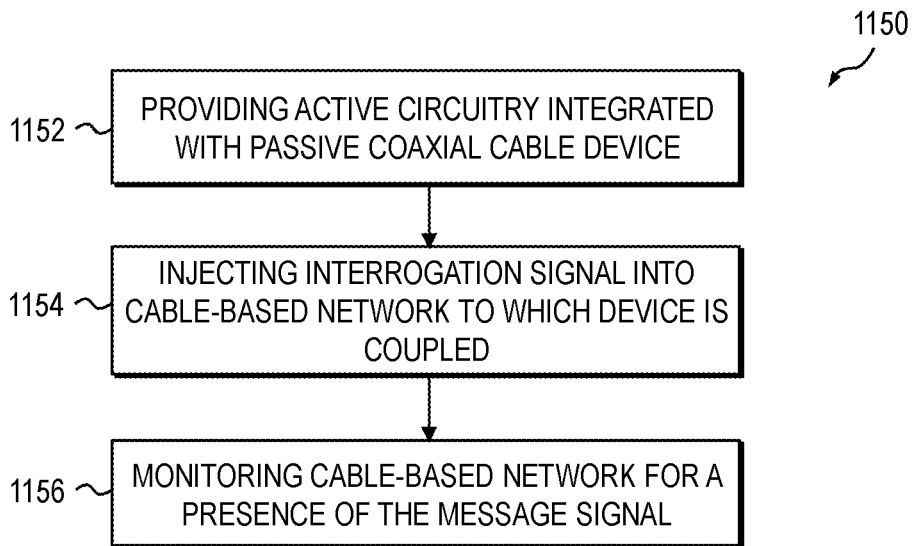 1150
1152
PROVIDING ACTIVE CIRCUITRY INTEGRATED
WITH PASSIVE COAXIAL CABLE DEVICE
1154
INJECTING INTERROGATION SIGNAL INTO
CABLE-BASED NETWORK TO WHICH DEVICE IS
COUPLED
1156
MONITORING CABLE-BASED NETWORK FOR A
PRESENCE OF THE MESSAGE SIGNAL